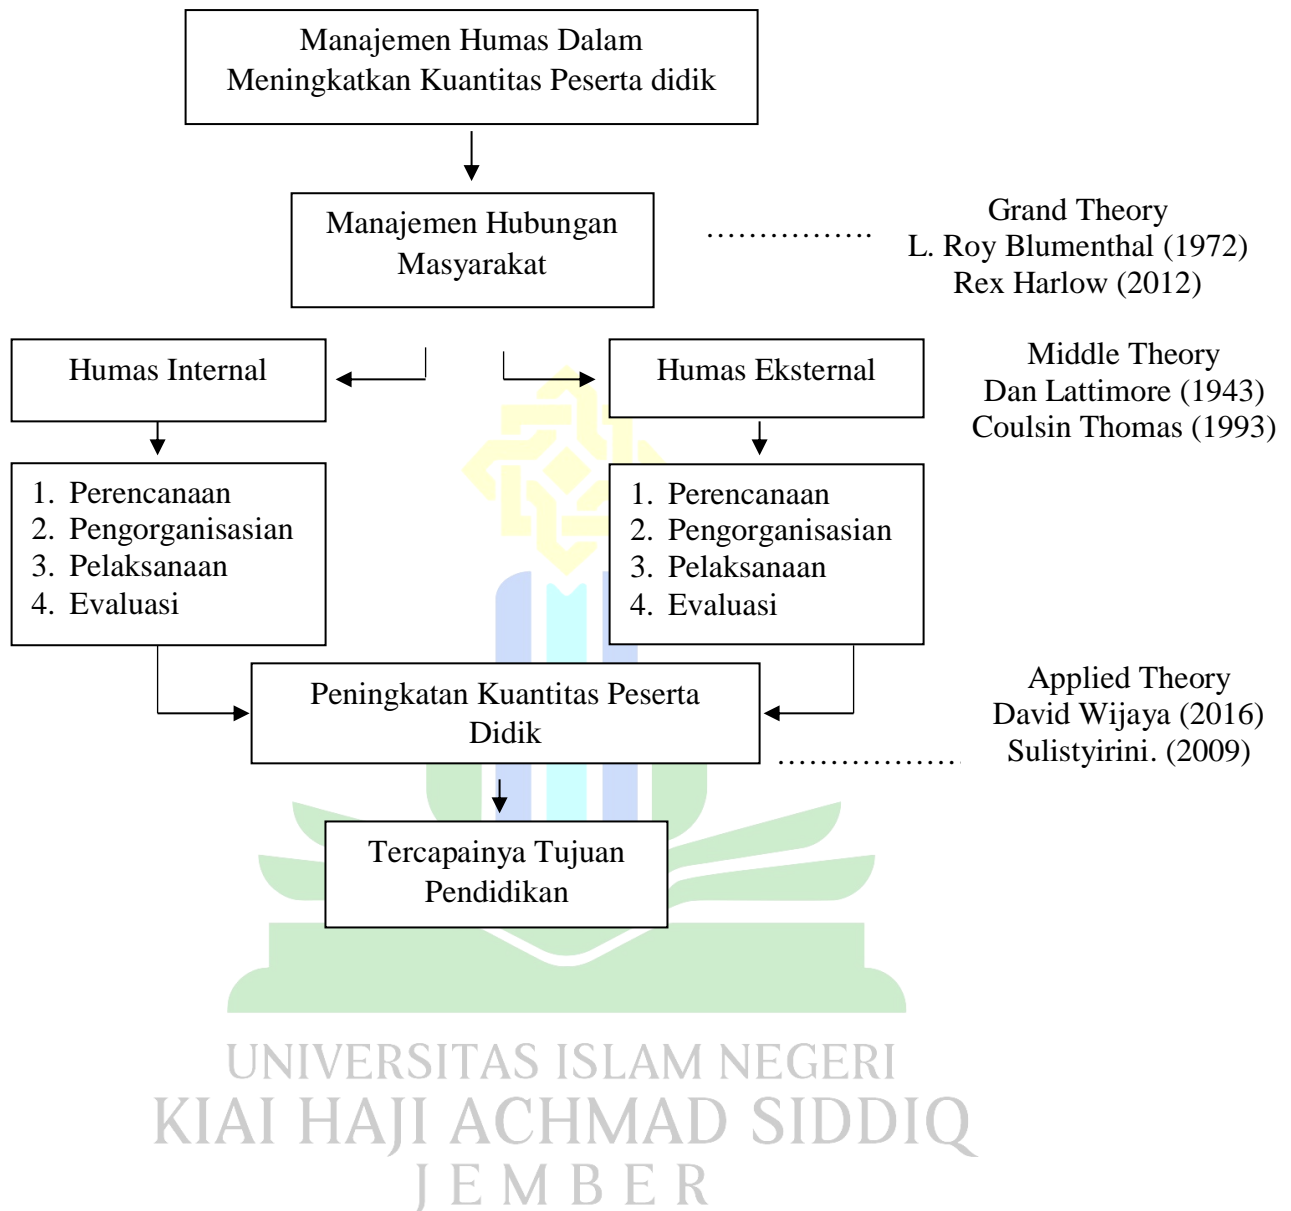 Manajemen Humas Dalam
Meningkatkan Kuantitas Peserta didik
Manajemen Hubungan
Masyarakat
................
Grand Theory
L. Roy Blumenthal (1972)
Rex Harlow (2012)
Humas Internal
Humas Eksternal
Middle Theory
Dan Lattimore (1943)
Coulsin Thomas (1993)
1. Perencanaan
2. Pengorganisasian
3. Pelaksanaan
4. Evaluasi
1. Perencanaan
2. Pengorganisasian
3. Pelaksanaan
4. Evaluasi
Peningkatan Kuantitas Peserta
Didik
Applied Theory
David Wijaya (2016)
Sulistyirini. (2009)
..................
Tercapainya Tujuan
Pendidikan
UNIVERSITAS ISLAM NEGERI
KIAI HAJI ACHMAD SIDDIQ
JEMBER